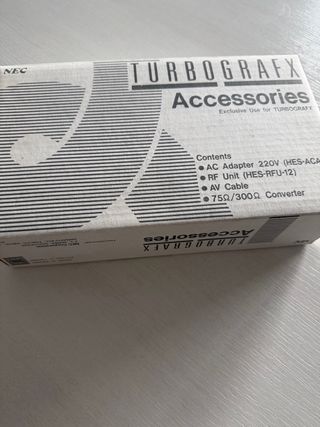 NEC
TURBOGRAFX
Accessories
Exclusive Use for TURBOGRAFX
Contents
● AC Adapter 220V (HES-ACA
● RF Unit (HES-RFU-12)
● AV Cable
● 75Ω/300Ω Converter
NEC
TURBOGRAFX
Accessories